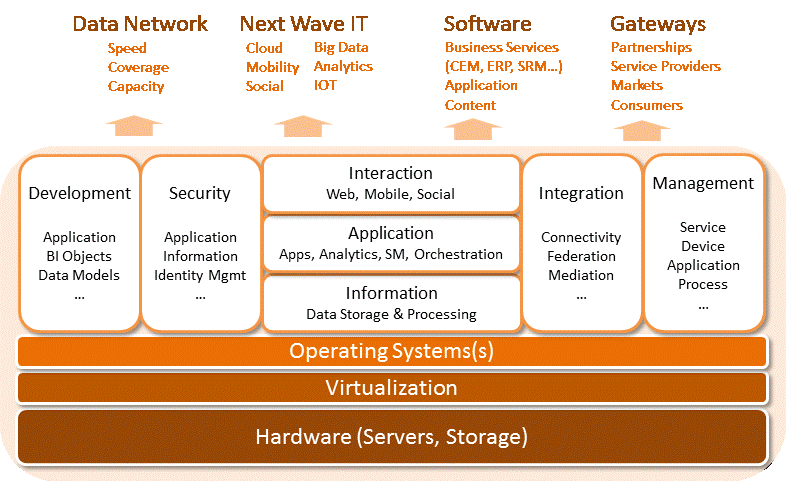 Data Network
Speed
Coverage
Capacity
Next Wave IT
Cloud
Mobility
Social
Big Data
Analytics
IOT
Software
Business Services
(CEM, ERP, SRM...)
Application
Content
Gateways
Partnerships
Service Providers
Markets
Consumers
Development
Application
BI Objects
Data Models
...
Security
Application
Information
Identity Mgmt
...
Interaction
Web, Mobile, Social
Application
Apps, Analytics, SM, Orchestration
Information
Data Storage & Processing
Integration
Connectivity
Federation
Mediation
...
Management
Service
Device
Application
Process
...
Operating Systems(s)
Virtualization
Hardware (Servers, Storage)